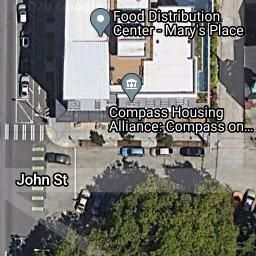 Food Distribution
Center - Mary's Place
Compass Housing
Alliance: Compass on...
John St